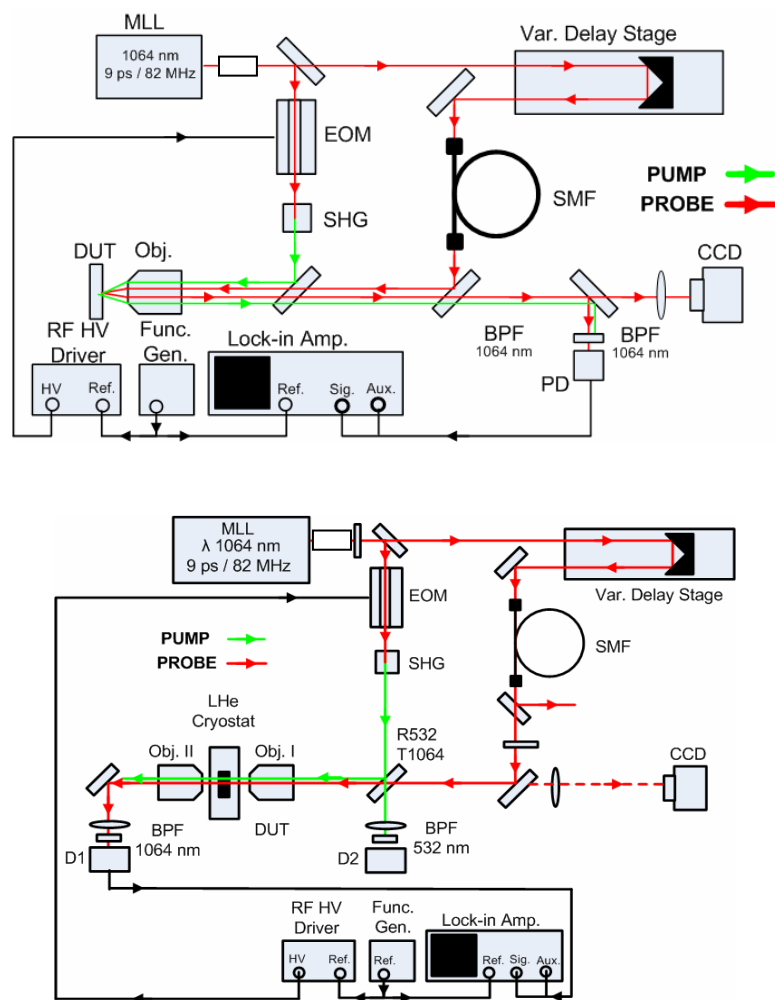 MLL
1064 nm
9 ps / 82 MHz
Var. Delay Stage
EOM
SMF
PUMP
PROBE
SHG
DUT
Obj.
CCD
RF HV
Driver
Func.
Gen.
Lock-in Amp.
BPF
1064 nm
BPF
1064 nm
PD
HV
Ref.
Ref.
Sig.
Aux.
MLL
λ 1064 nm
9 ps / 82 MHz
Var. Delay Stage
EOM
PUMP
PROBE
SHG
SMF
LHe
Cryostat
R532
T1064
Obj. II
Obj. I
CCD
BPF
1064 nm
DUT
BPF
532 nm
D1
D2
RF HV
Driver
Func.
Gen.
Lock-in Amp.
HV
Ref.
Ref.
Ref.
Sig.
Aux.